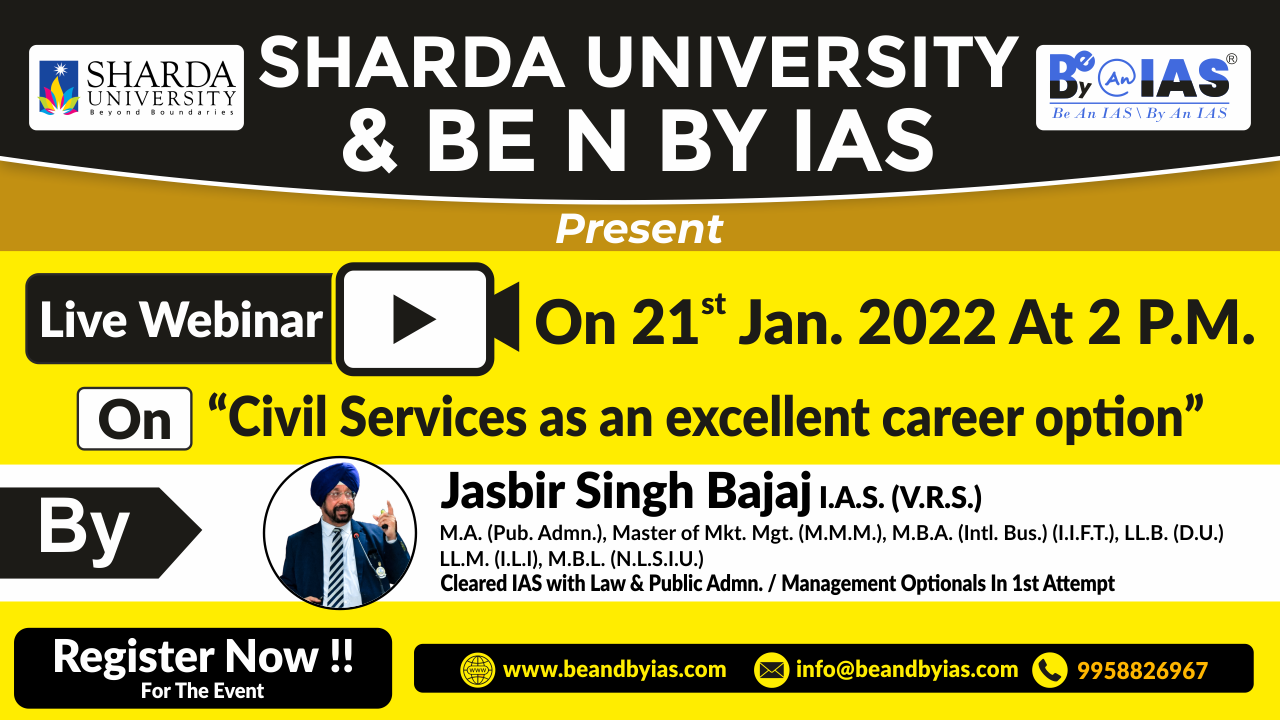 SHARDA
UNIVERSITY
Beyond Boundaries
SHARDA UNIVERSITY
& BE N BY IAS
Be By An IAS®
Be An IAS \ By An IAS
Present
Live Webinar
On 21st Jan. 2022 At 2 P.M.
On "Civil Services as an excellent career option"
By
Jasbir Singh Bajaj I.A.S. (V.R.S.)
M.A. (Pub. Admn.), Master of Mkt. Mgt. (M.M.M.), M.B.A. (Intl. Bus.) (I.I.F.T.), LL.B. (D.U.)
LL.M. (I.L.I), M.B.L. (N.L.S.I.U.)
Cleared IAS with Law & Public Admn. / Management Optionals In 1st Attempt
Register Now !!
For The Event
www.beandbyias.com
info@beandbyias.com
9958826967